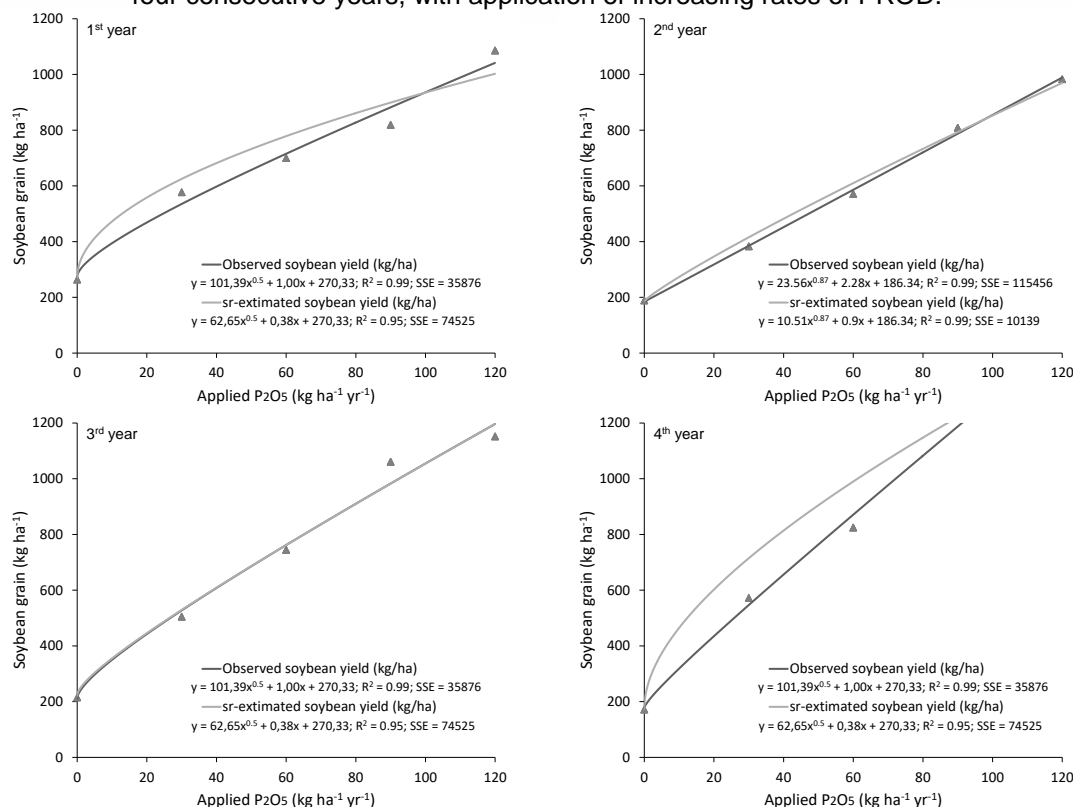 four consecutive years, with application of increasing rates of PROD.
1st year
Soybean grain (kg ha-1)
1200
1000
800
600
400
200
0
Observed soybean yield (kg/ha)
y = 101,39x0.5 + 1,00x + 270,33; R2 = 0.99; SSE = 35876
sr-extimated soybean yield (kg/ha)
y = 62,65x0.5 + 0,38x + 270,33; R2 = 0.95; SSE = 74525
0 20 40 60 80 100 120
Applied P2O5 (kg ha-1 yr-1)
2nd year
Soybean grain (kg ha-1)
1200
1000
800
600
400
200
0
Observed soybean yield (kg/ha)
y = 23.56x0.87 + 2.28x + 186.34; R2 = 0.99; SSE = 115456
sr-extimated soybean yield (kg/ha)
y = 10.51x0.87 + 0.9x + 186.34; R2 = 0.99; SSE = 10139
0 20 40 60 80 100 120
Applied P2O5 (kg ha-1 yr-1)
3rd year
Soybean grain (kg ha-1)
1200
1000
800
600
400
200
0
Observed soybean yield (kg/ha)
y = 101,39x0.5 + 1,00x + 270,33; R2 = 0.99; SSE = 35876
sr-extimated soybean yield (kg/ha)
y = 62,65x0.5 + 0,38x + 270,33; R2 = 0.95; SSE = 74525
0 20 40 60 80 100 120
Applied P2O5 (kg ha-1 yr-1)
4th year
Soybean grain (kg ha-1)
1200
1000
800
600
400
200
0
Observed soybean yield (kg/ha)
y = 101,39x0.5 + 1,00x + 270,33; R2 = 0.99; SSE = 35876
sr-extimated soybean yield (kg/ha)
y = 62,65x0.5 + 0,38x + 270,33; R2 = 0.95; SSE = 74525
0 20 40 60 80 100 120
Applied P2O5 (kg ha-1 yr-1)